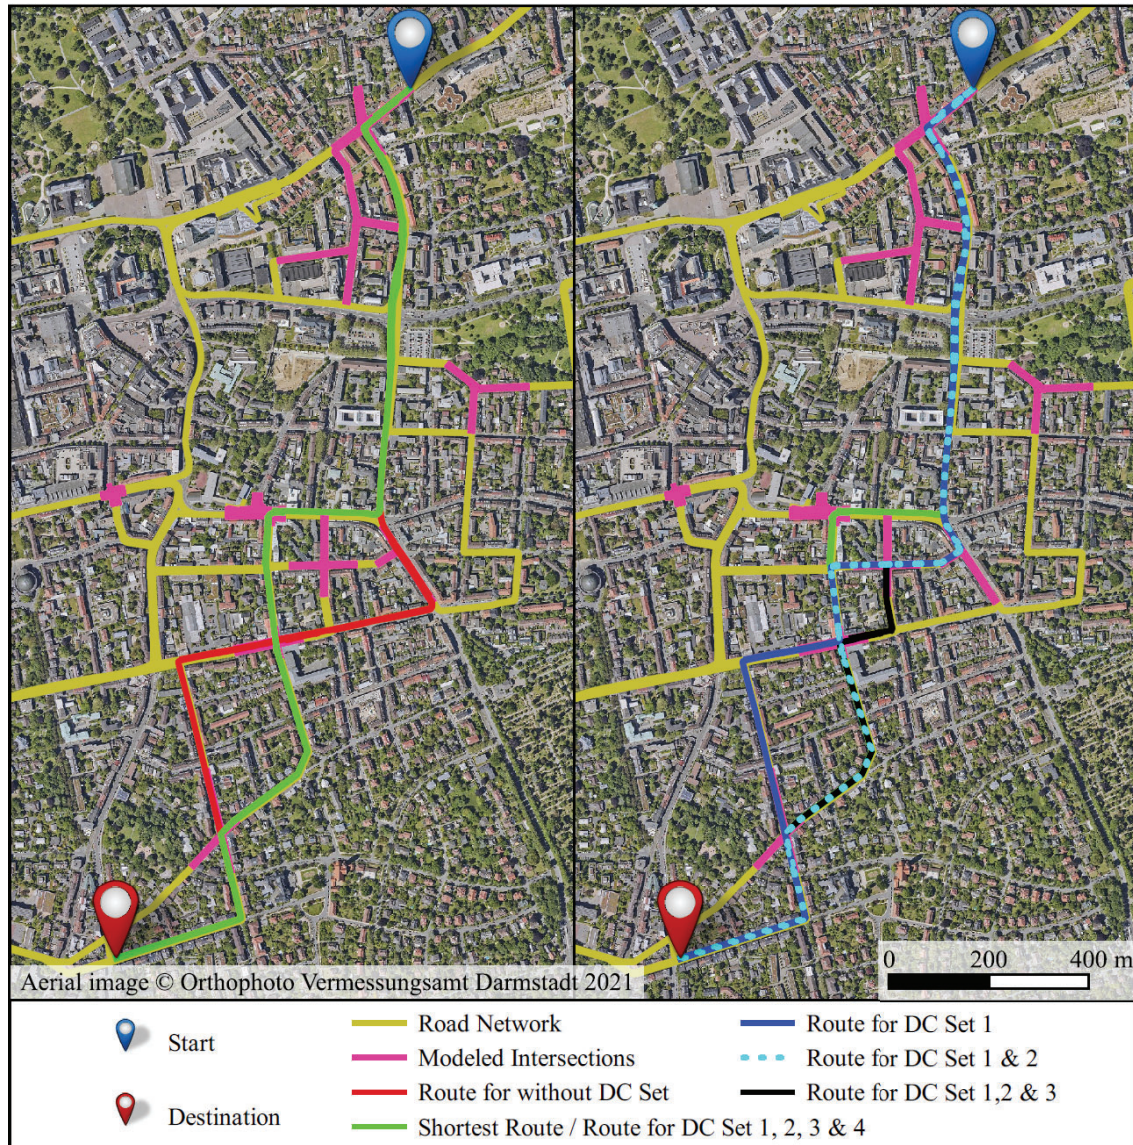 Aerial image © Orthophoto Vermessungsamt Darmstadt 2021
0 200 400 m
Start
Destination
Road Network
Modeled Intersections
Route for without DC Set
Shortest Route / Route for DC Set 1, 2, 3 & 4
Route for DC Set 1
Route for DC Set 1 & 2
Route for DC Set 1,2 & 3